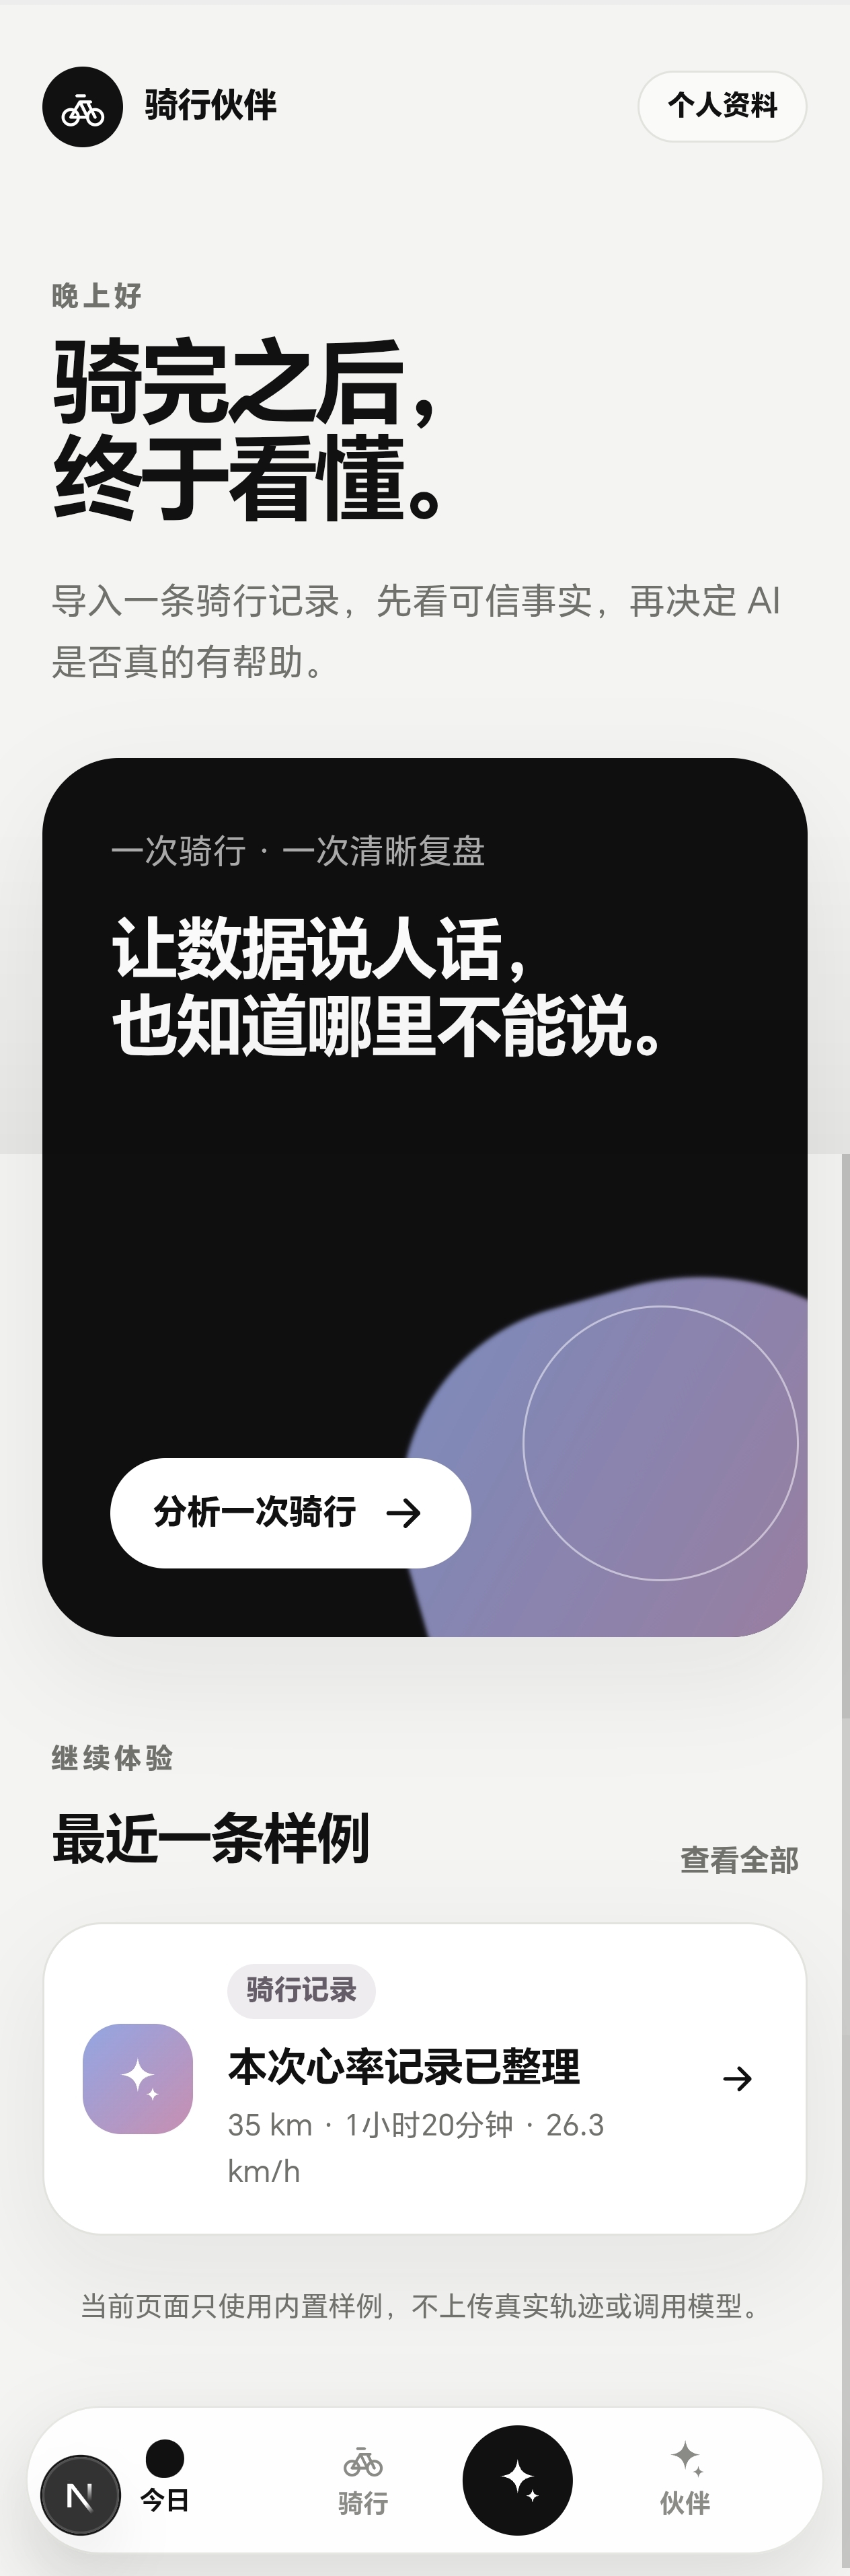 骑行伙伴
个人资料
晚上好
骑完之后，
终于看懂。
导入一条骑行记录，先看可信事实，再决定 AI
是否真的有帮助。
一次骑行 · 一次清晰复盘
让数据说人话，
也知道哪里不能说。
分析一次骑行
继续体验
最近一条样例
查看全部
骑行记录
本次心率记录已整理
35 km · 1小时20分钟 · 26.3
km/h
当前页面只使用内置样例，不上传真实轨迹或调用模型。
N
今日
骑行
伙伴